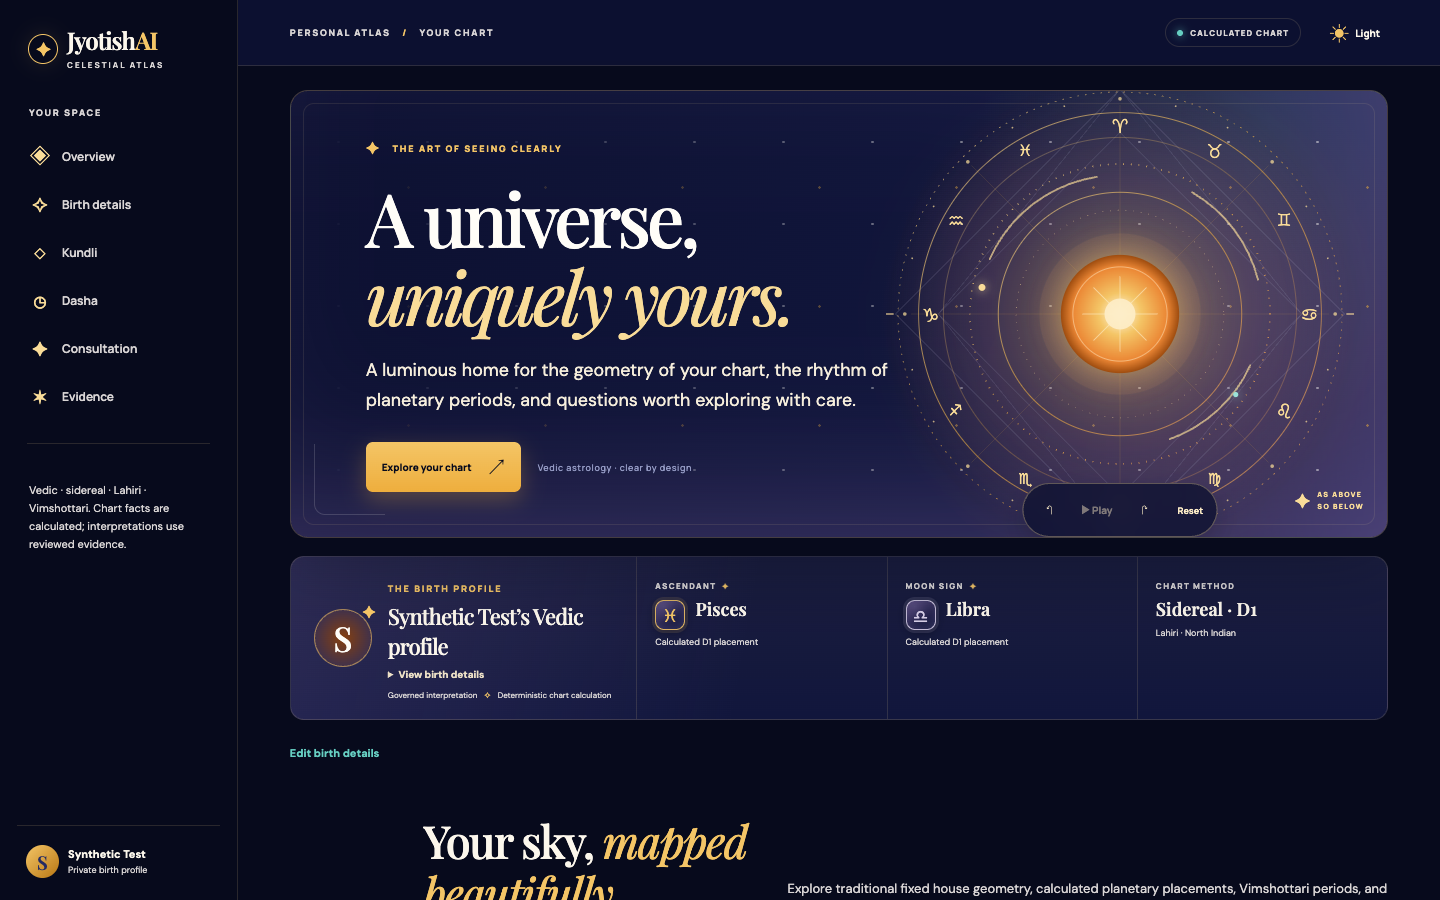 JyotishAI
CELESTIAL ATLAS
YOUR SPACE
Overview
Birth details
Kundli
Dasha
Consultation
Evidence
Vedic · sidereal · Lahiri ·
Vimshottari. Chart facts are
calculated; interpretations use
reviewed evidence.
S
Synthetic Test
Private birth profile
PERSONAL ATLAS / YOUR CHART
CALCULATED CHART
Light
THE ART OF SEEING CLEARLY
A universe,
uniquely yours.
A luminous home for the geometry of your chart, the rhythm of
planetary periods, and questions worth exploring with care.
Explore your chart
Vedic astrology · clear by design.
♈︎
♉︎
♊︎
♋︎
♌︎
♍︎
♏︎
♐︎
♑︎
♒︎
♓︎
Play
Reset
AS ABOVE
SO BELOW
S
THE BIRTH PROFILE
Synthetic Test’s Vedic
profile
View birth details
Governed interpretation ✧ Deterministic chart calculation
ASCENDANT ✦
♓︎ Pisces
Calculated D1 placement
MOON SIGN ✦
♎︎ Libra
Calculated D1 placement
CHART METHOD
Sidereal · D1
Lahiri · North Indian
Edit birth details
Your sky, mapped
beautifully
Explore traditional fixed house geometry, calculated planetary placements, Vimshottari periods, and